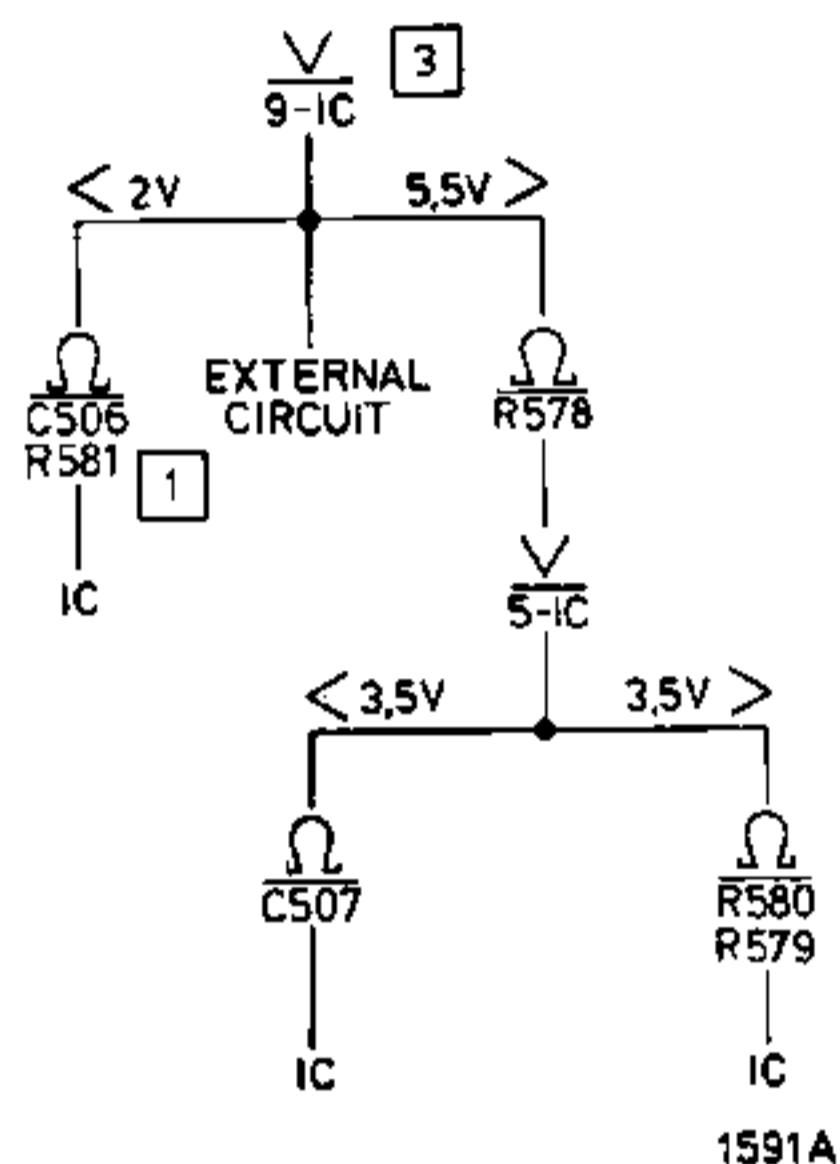 V 3
9-IC
< 2V 5,5V >
Ω Ω
EXTERNAL
CIRCUIT
C506 R578
R581 1
IC
V
5-IC
< 3,5V 3,5V >
Ω Ω
C507 R580
R579
IC IC
1591A